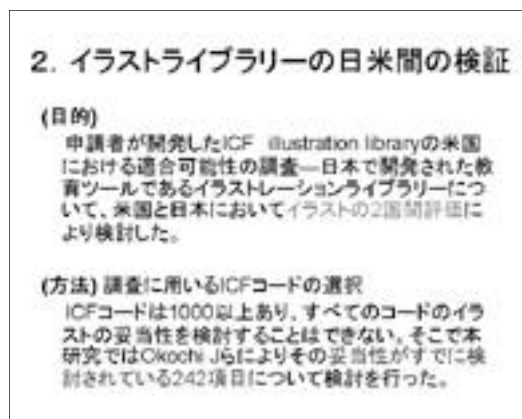 2. イラストライブラリーの日米間の検証
(目的)
申請者が開発したICF illustration libraryの米国
における適合可能性の調査―日本で開発された教
育ツールであるイラストレーションライブラリーにつ
いて、米国と日本においてイラストの2国間評価に
より検討した。
(方法) 調査に用いるICFコードの選択
ICFコードは1000以上あり、すべてのコードのイラ
ストの妥当性を検討することはできない。そこで本
研究ではOkochi Jらによりその妥当性がすでに検
討されている242項目について検討を行った。